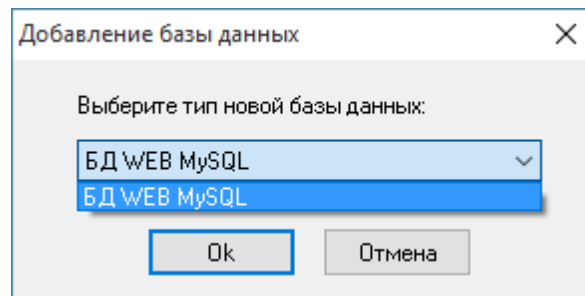 Добавление базы данных
Выберите тип новой базы данных:
БД WEB MySQL
БД WEB MySQL
Ok
Отмена